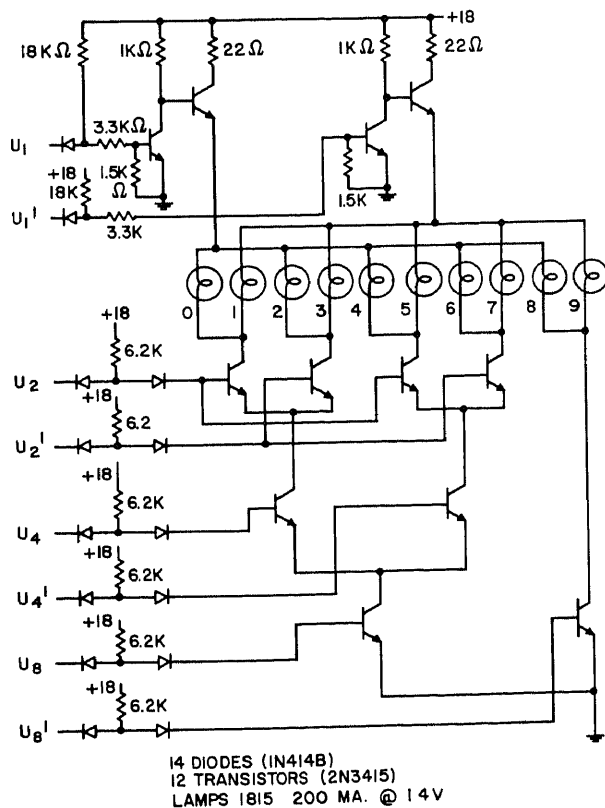 +18
18KΩ
1KΩ
22Ω
1KΩ
22Ω
U1
3.3KΩ
+18
18K
1.5K
Ω
1.5K
U1'
3.3K
0 1 2 3 4 5 6 7 8 9
+18
6.2K
U2
+18
6.2
U2'
+18
6.2K
U4
+18
6.2K
U4'
+18
6.2K
U8
+18
6.2K
U8'
14 DIODES (1N414B)
12 TRANSISTORS (2N3415)
LAMPS 1815 200 MA. @ 14V